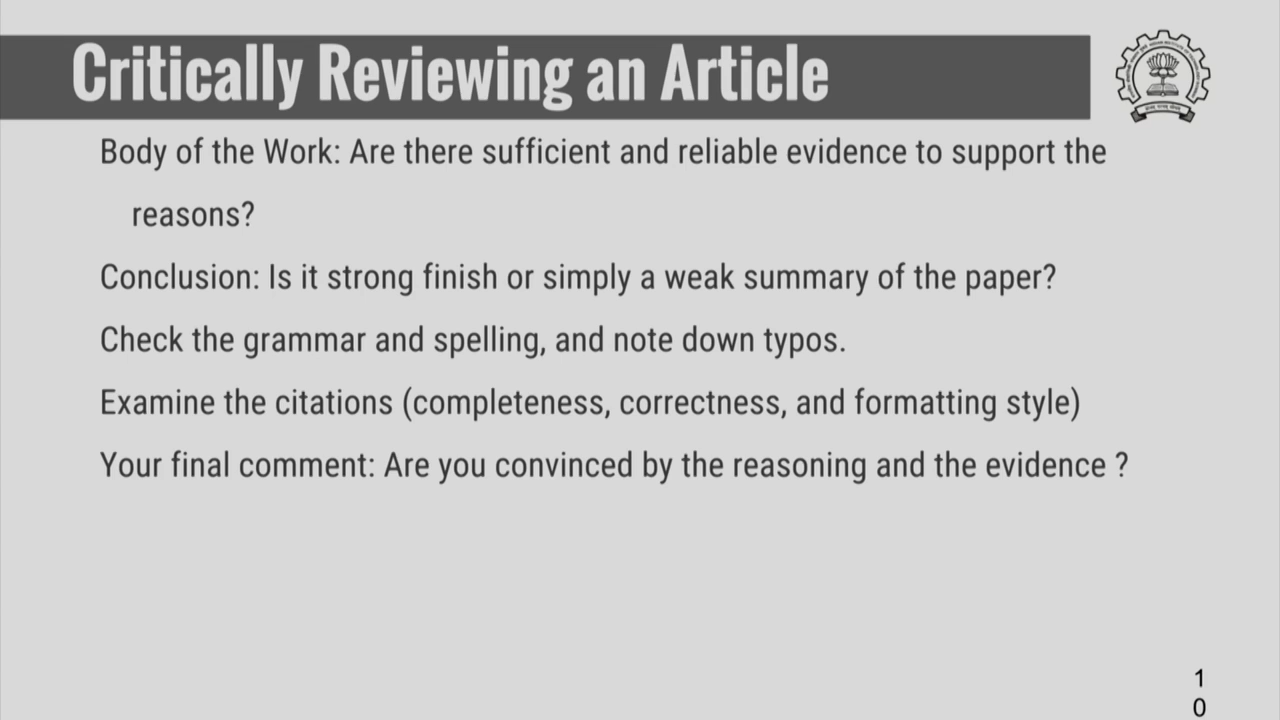 Critically Reviewing an Article
Body of the Work: Are there sufficient and reliable evidence to support the
reasons?
Conclusion: Is it strong finish or simply a weak summary of the paper?
Check the grammar and spelling, and note down typos.
Examine the citations (completeness, correctness, and formatting style)
Your final comment: Are you convinced by the reasoning and the evidence ?
1
0